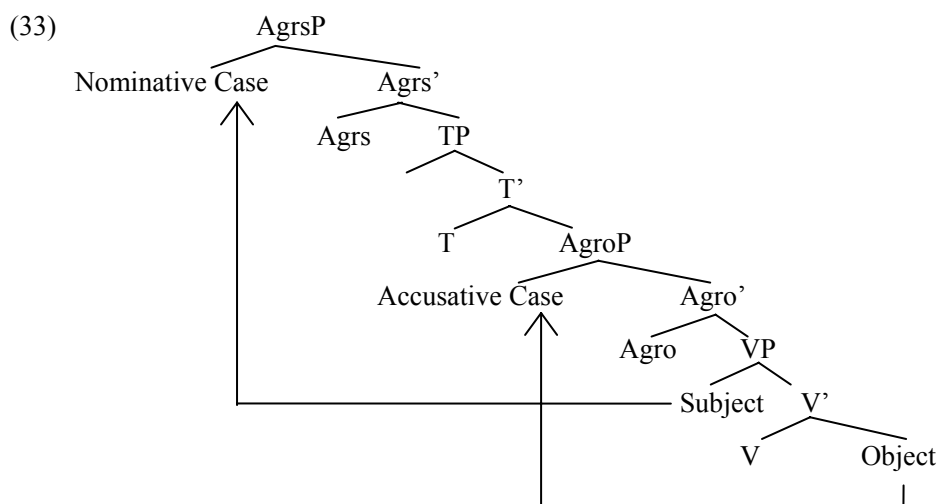 (33) AgrsP
Nominative Case Agrs’
Agrs TP
T’
T AgroP
Accusative Case Agro’
Agro VP
Subject V’
V Object